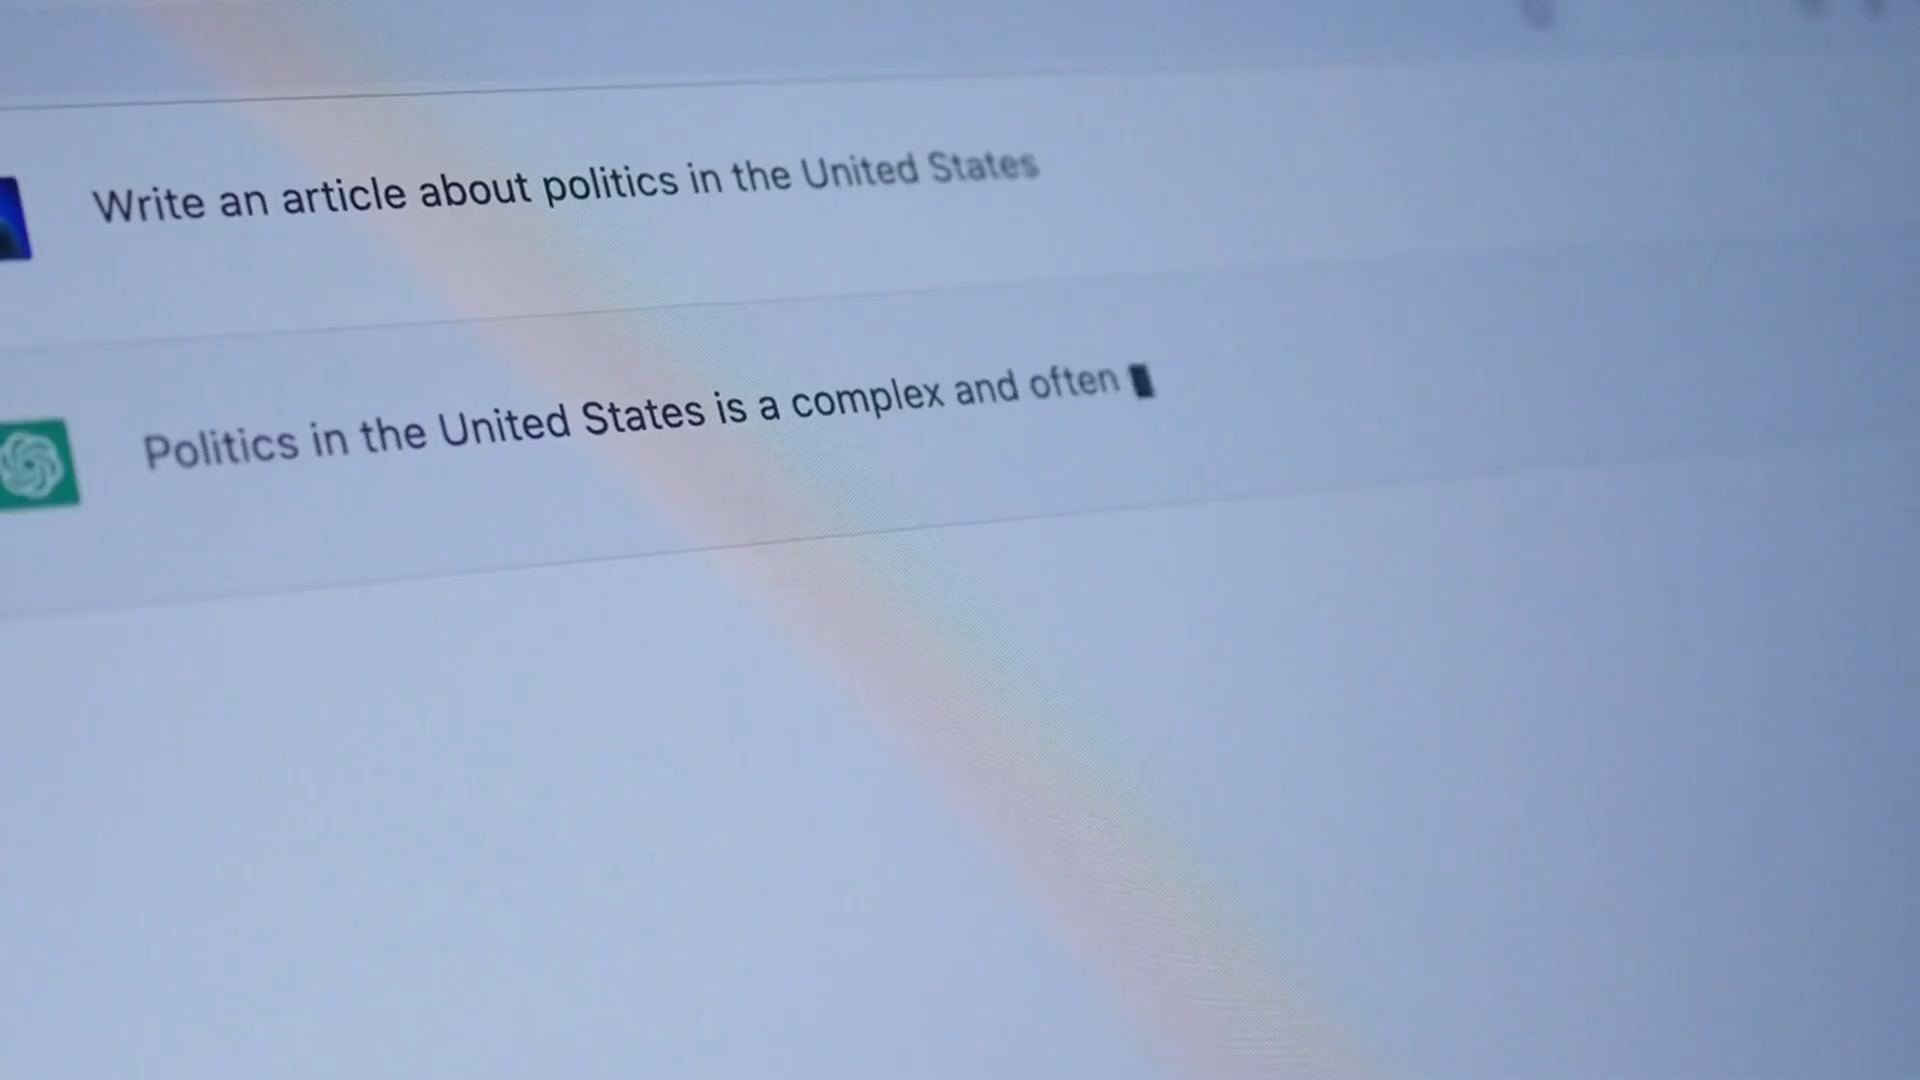 Write an article about politics in the United States
Politics in the United States is a complex and often